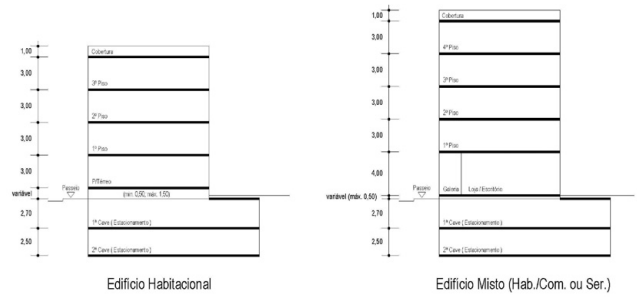 1,00
Cobertura
3,00
3º Piso
3,00
2º Piso
3,00
1º Piso
3,00
P/Térreo
variável
Passeio
(min. 0,50, máx. 1,50)
2,70
1ª Cave ( Estacionamento )
2,50
2ª Cave ( Estacionamento )
Edifício Habitacional
1,00
Cobertura
3,00
4º Piso
3,00
3º Piso
3,00
2º Piso
3,00
1º Piso
4,00
Passeio
Galeria
Loja / Escritório
variável (máx. 0,50)
2,70
1ª Cave ( Estacionamento )
2,50
2ª Cave ( Estacionamento )
Edifício Misto (Hab./Com. ou Ser.)